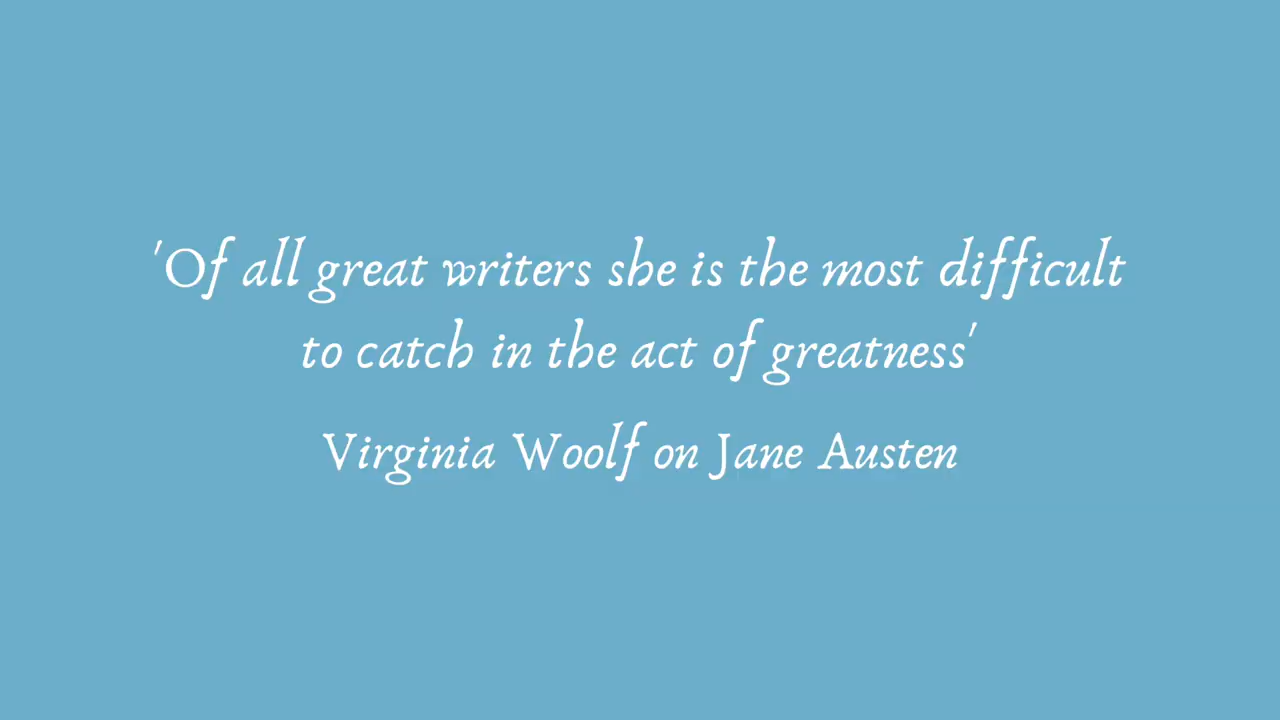 'Of all great writers she is the most difficult
to catch in the act of greatness'
Virginia Woolf on Jane Austen